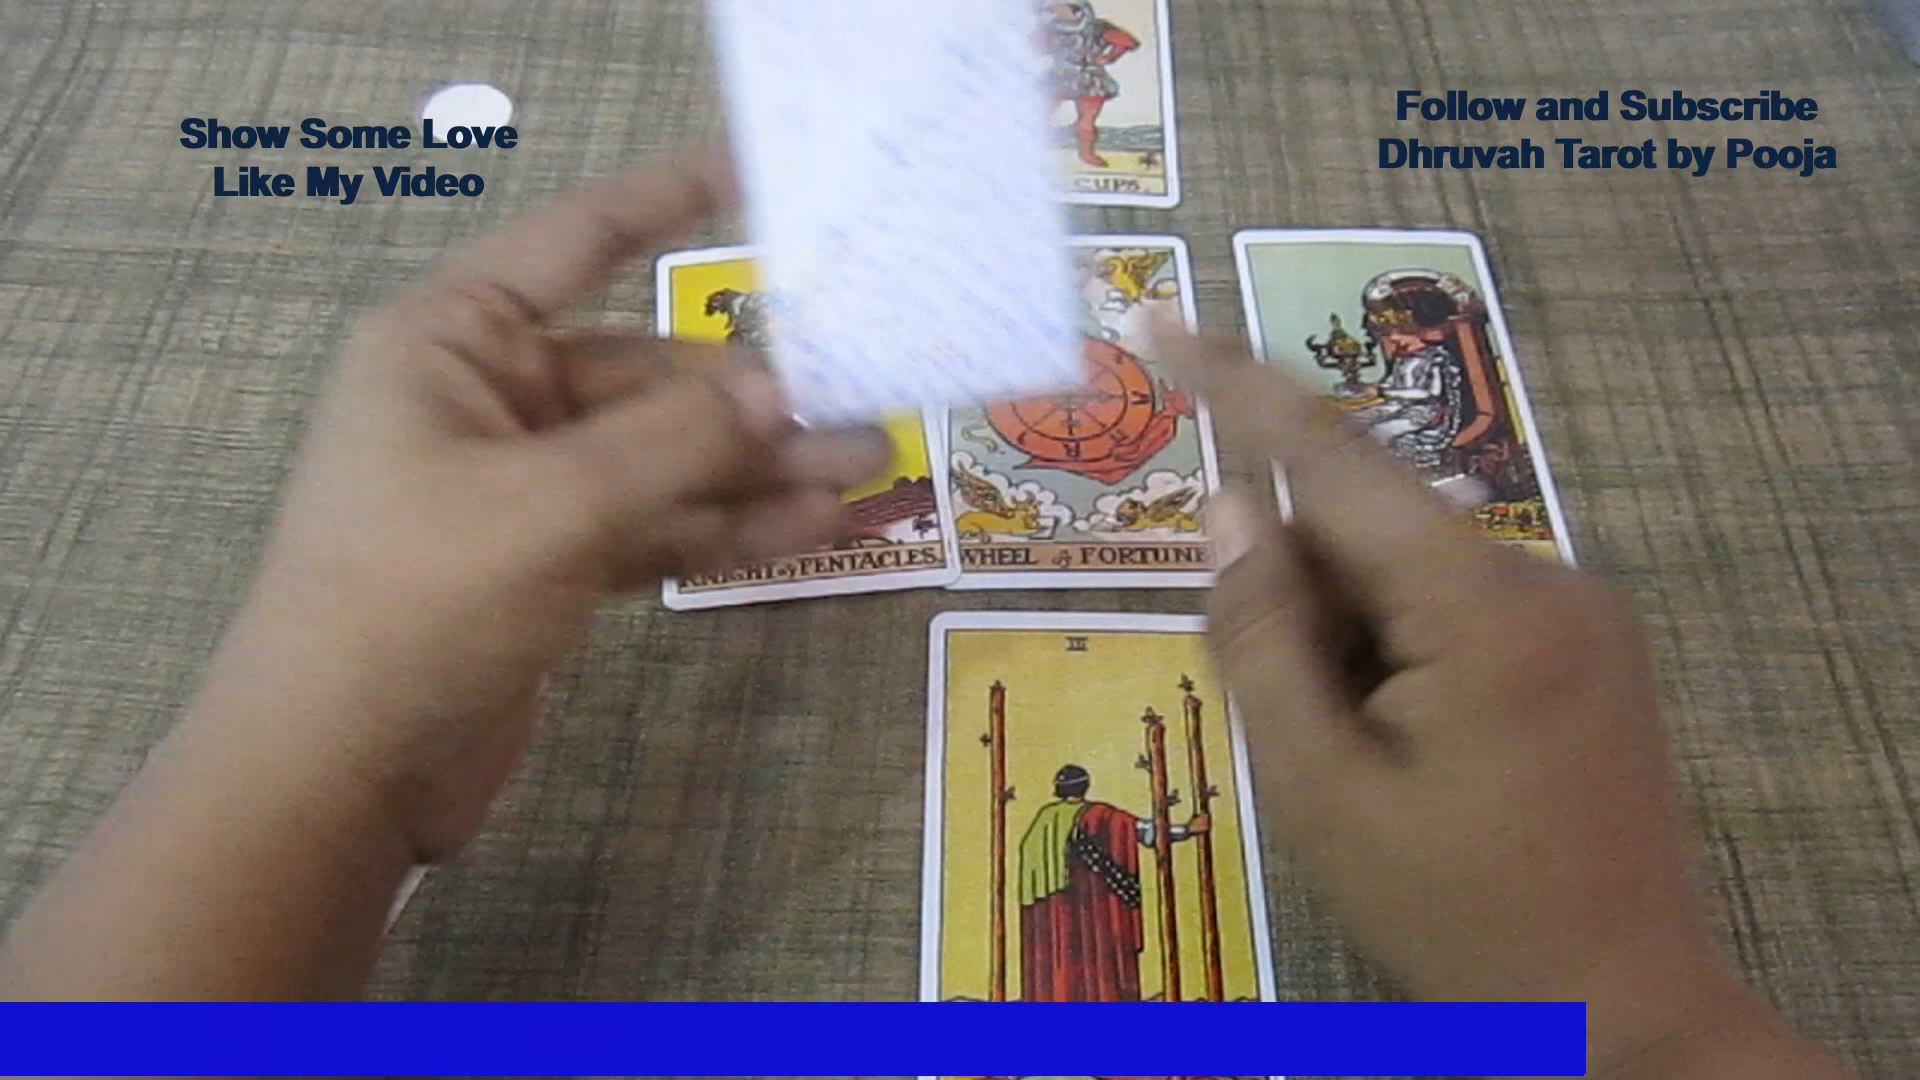 Show Some Love
Like My Video
Follow and Subscribe
Dhruvah Tarot by Pooja
CUPS.
KNIGHT of PENTACLES.
WHEEL of FORTUNE
III